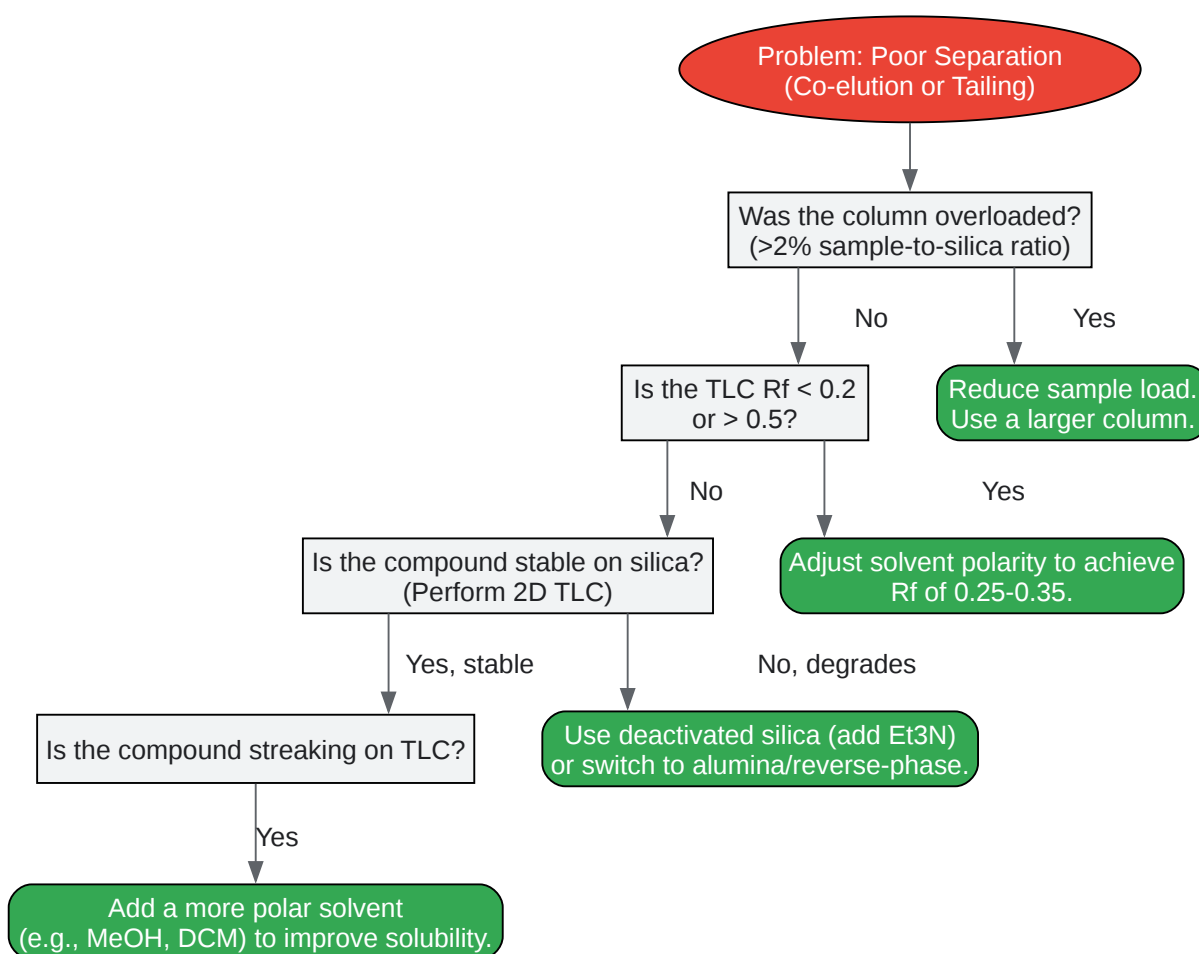 Problem: Poor Separation
(Co-elution or Tailing)
Was the column overloaded?
(>2% sample-to-silica ratio)
No
Yes
Is the TLC Rf < 0.2
or > 0.5?
Reduce sample load.
Use a larger column.
No
Yes
Is the compound stable on silica?
(Perform 2D TLC)
Adjust solvent polarity to achieve
Rf of 0.25-0.35.
Yes, stable
No, degrades
Is the compound streaking on TLC?
Use deactivated silica (add Et3N)
or switch to alumina/reverse-phase.
Yes
Add a more polar solvent
(e.g., MeOH, DCM) to improve solubility.